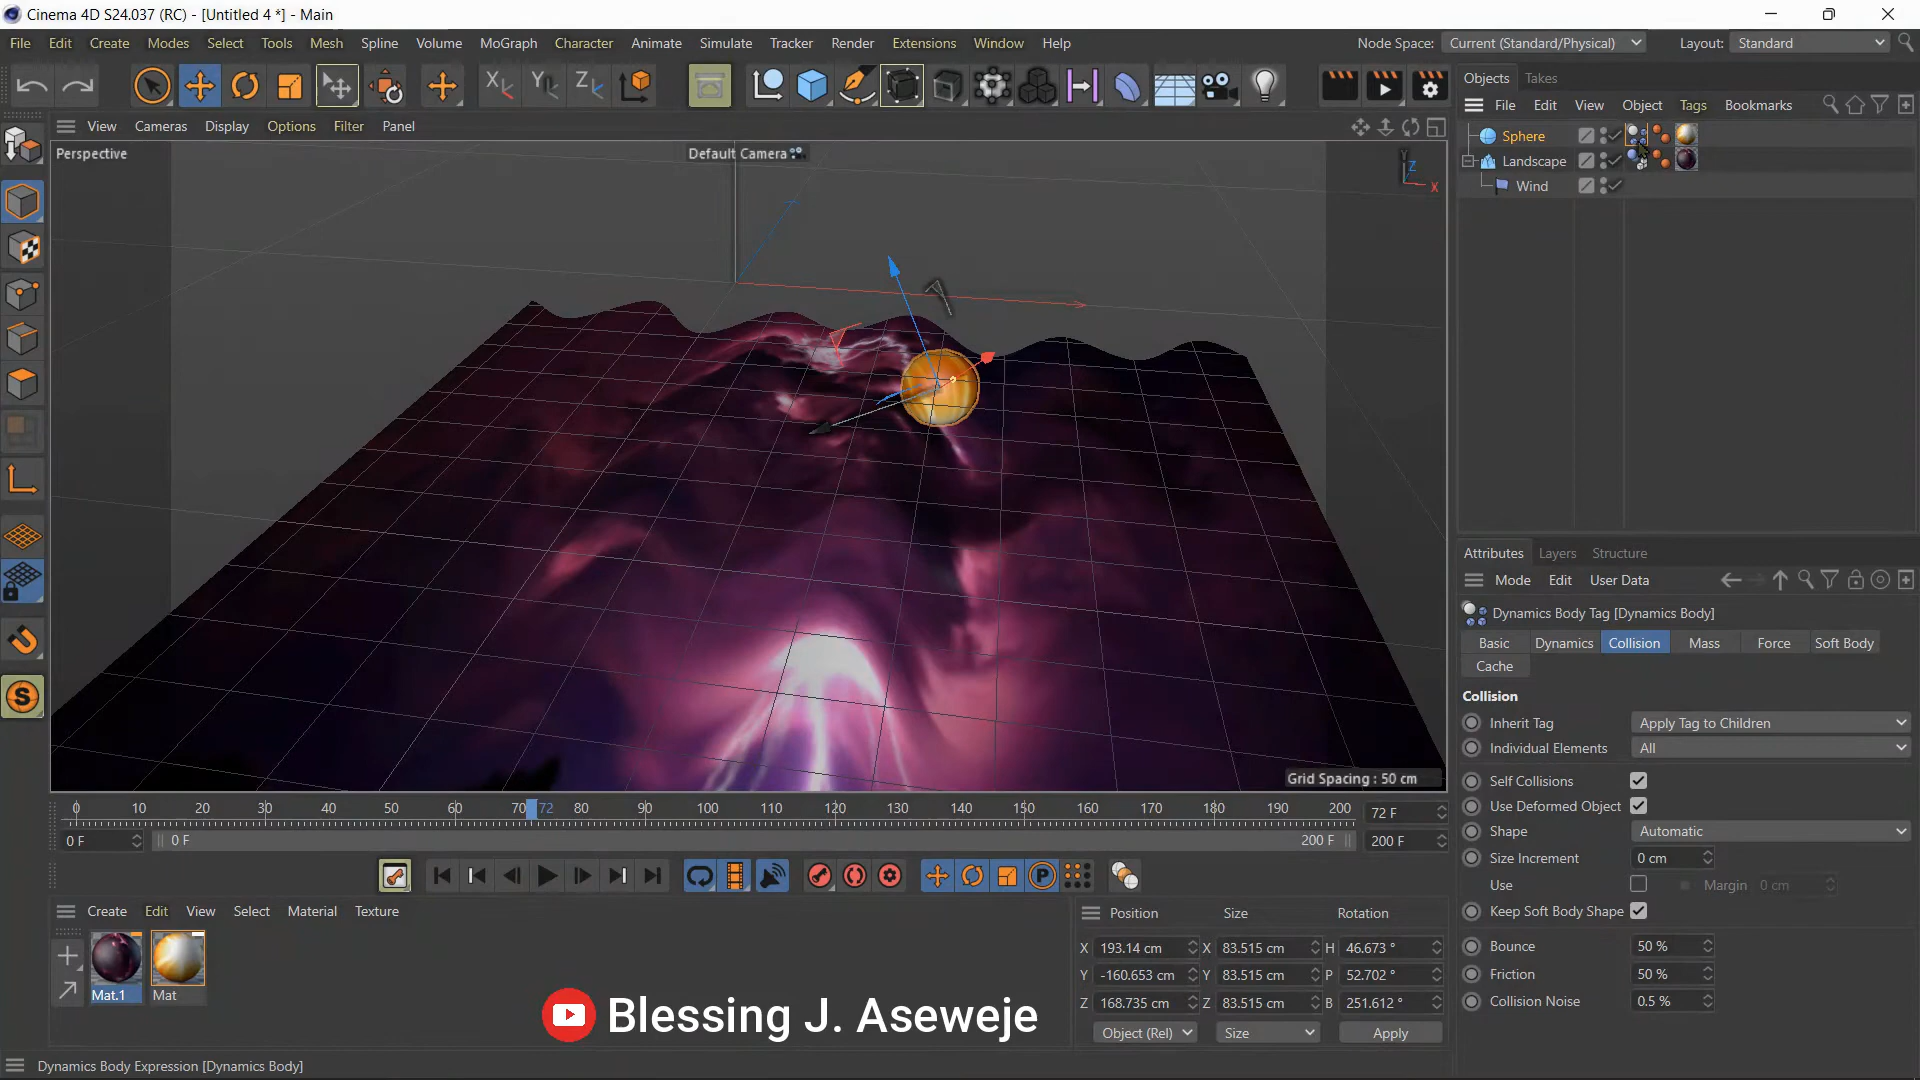 Cinema 4D S24.037 (RC) - [Untitled 4 *] - Main
File Edit Create Modes Select Tools Mesh Spline Volume MoGraph Character Animate Simulate Tracker Render Extensions Window Help
Node Space: Current (Standard/Physical) Layout: Standard
X Y Z
Objects Takes
File Edit View Object Tags Bookmarks
View Cameras Display Options Filter Panel
Perspective
Default Camera
Y Z X
Sphere
Landscape
Wind
Grid Spacing : 50 cm
Attributes Layers Structure
Mode Edit User Data
Dynamics Body Tag [Dynamics Body]
Basic Dynamics Collision Mass Force Soft Body
Cache
Collision
Inherit Tag Apply Tag to Children
Individual Elements All
Self Collisions
Use Deformed Object
Shape Automatic
Size Increment 0 cm
Use Margin 0 cm
Keep Soft Body Shape
Bounce 50 %
Friction 50 %
Collision Noise 0.5 %
0 10 20 30 40 50 60 70 72 80 90 100 110 120 130 140 150 160 170 180 190 200 72 F
0 F 0 F 200 F 200 F
P
S
Create Edit View Select Material Texture
Mat.1 Mat
Position Size Rotation
X 193.14 cm X 83.515 cm H 46.673 °
Y -160.653 cm Y 83.515 cm P 52.702 °
Z 168.735 cm Z 83.515 cm B 251.612 °
Object (Rel) Size Apply
Blessing J. Aseweje
Dynamics Body Expression [Dynamics Body]